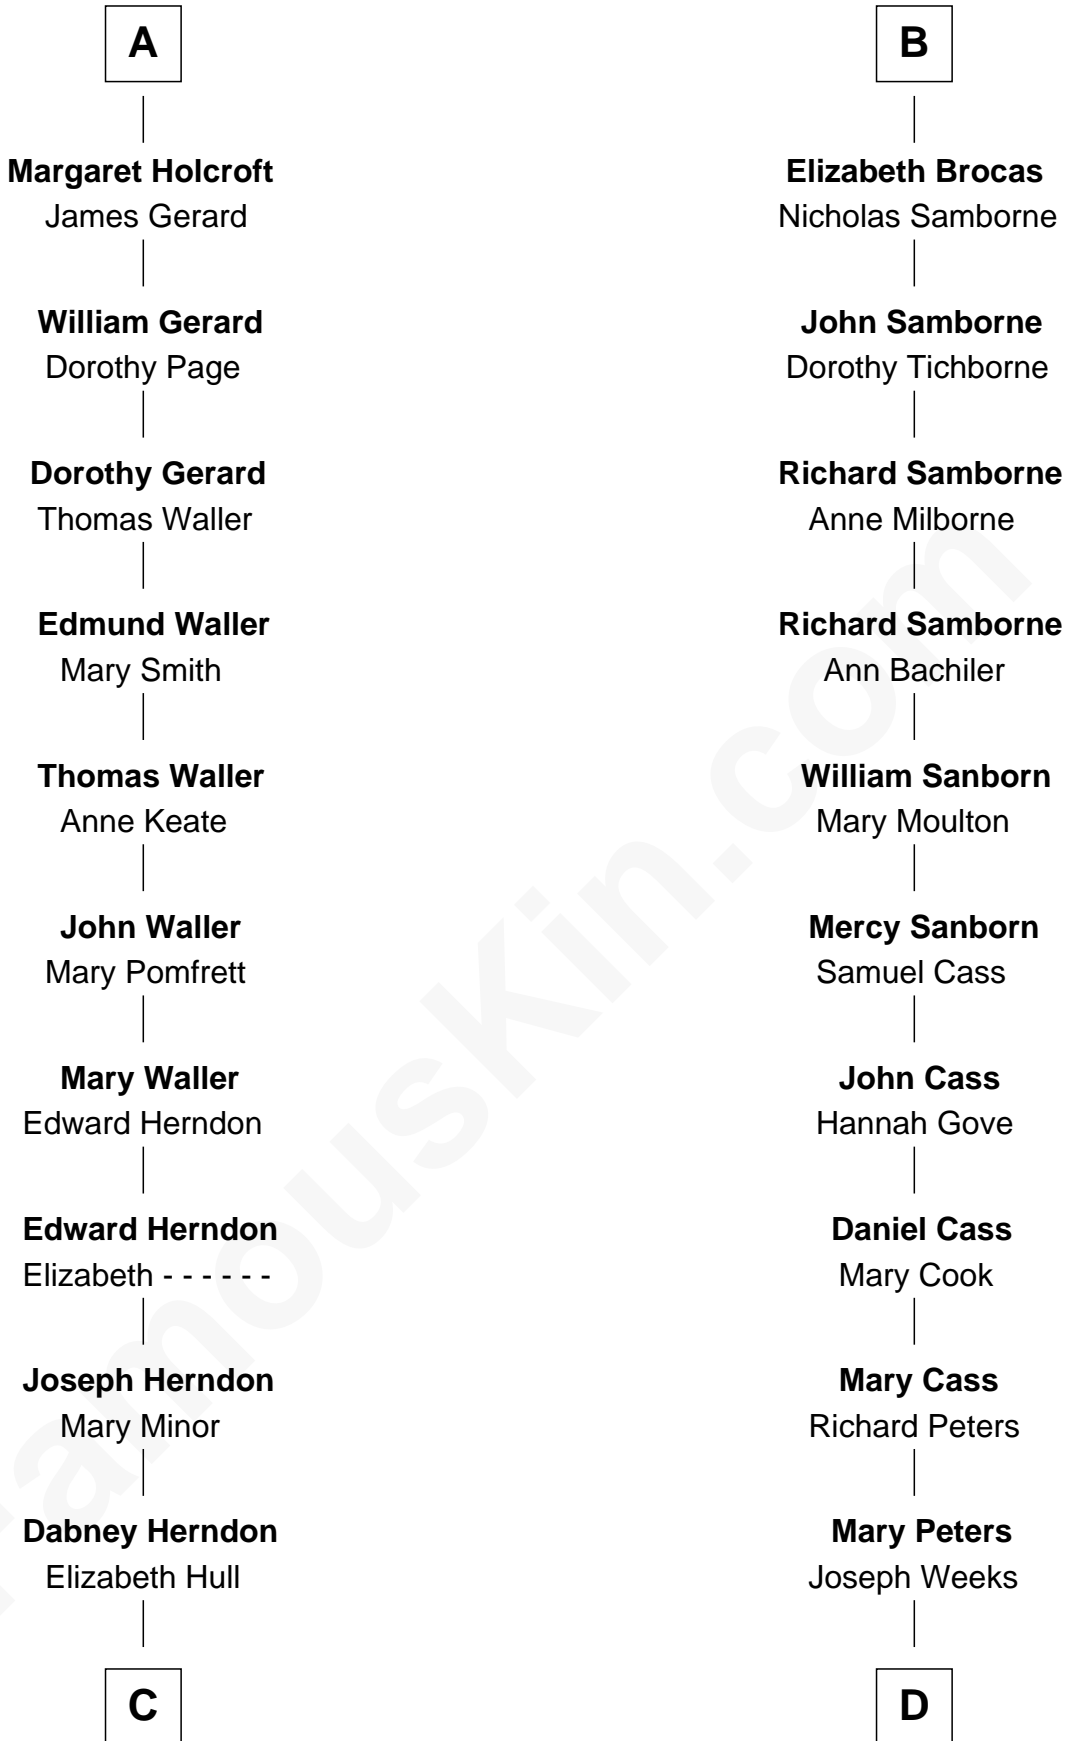 A
Margaret Holcroft
James Gerard
William Gerard
Dorothy Page
Dorothy Gerard
Thomas Waller
Edmund Waller
Mary Smith
Thomas Waller
Anne Keate
John Waller
Mary Pomfrett
Mary Waller
Edward Herndon
Edward Herndon
Elizabeth - - - - - -
Joseph Herndon
Mary Minor
Dabney Herndon
Elizabeth Hull
C
B
Elizabeth Brocas
Nicholas Samborne
John Samborne
Dorothy Tichborne
Richard Samborne
Anne Milborne
Richard Samborne
Ann Bachiler
William Sanborn
Mary Moulton
Mercy Sanborn
Samuel Cass
John Cass
Hannah Gove
Daniel Cass
Mary Cook
Mary Cass
Richard Peters
Mary Peters
Joseph Weeks
D
FamousKin.com